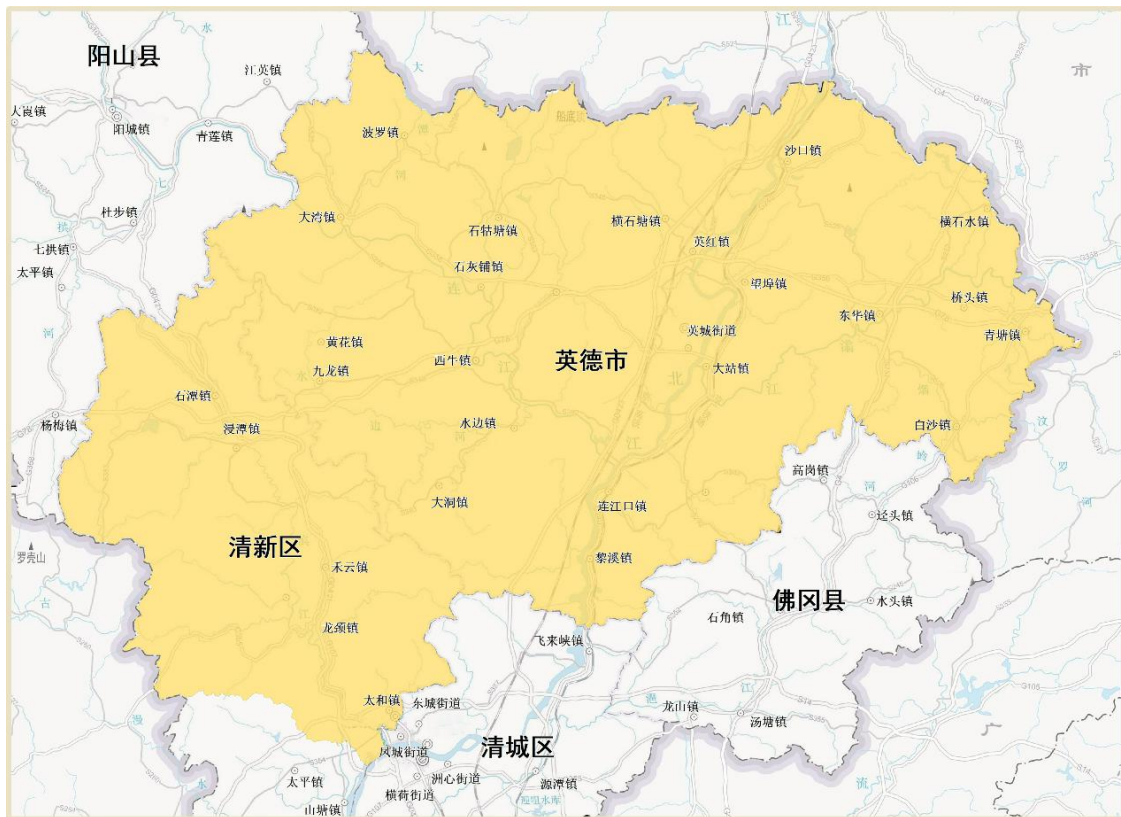 阳山县
江英镇
大崀镇
阳城镇
青莲镇
波罗镇
沙口镇
杜步镇
大湾镇
石牯塘镇
横石塘镇
横石水镇
七拱镇
英红镇
太平镇
石灰铺镇
望埠镇
桥头镇
东华镇
青塘镇
黄花镇
英城街道
西牛镇
英德市
大站镇
九龙镇
石潭镇
杨梅镇
浸潭镇
水边镇
白沙镇
高岗镇
大洞镇
连江口镇
迳头镇
清新区
罗壳山
黎溪镇
禾云镇
佛冈县
水头镇
石角镇
龙颈镇
飞来峡镇
太和镇
东城街道
龙山镇
汤塘镇
清城区
凤城街道
太平镇
洲心街道
源潭镇
横荷街道
山塘镇